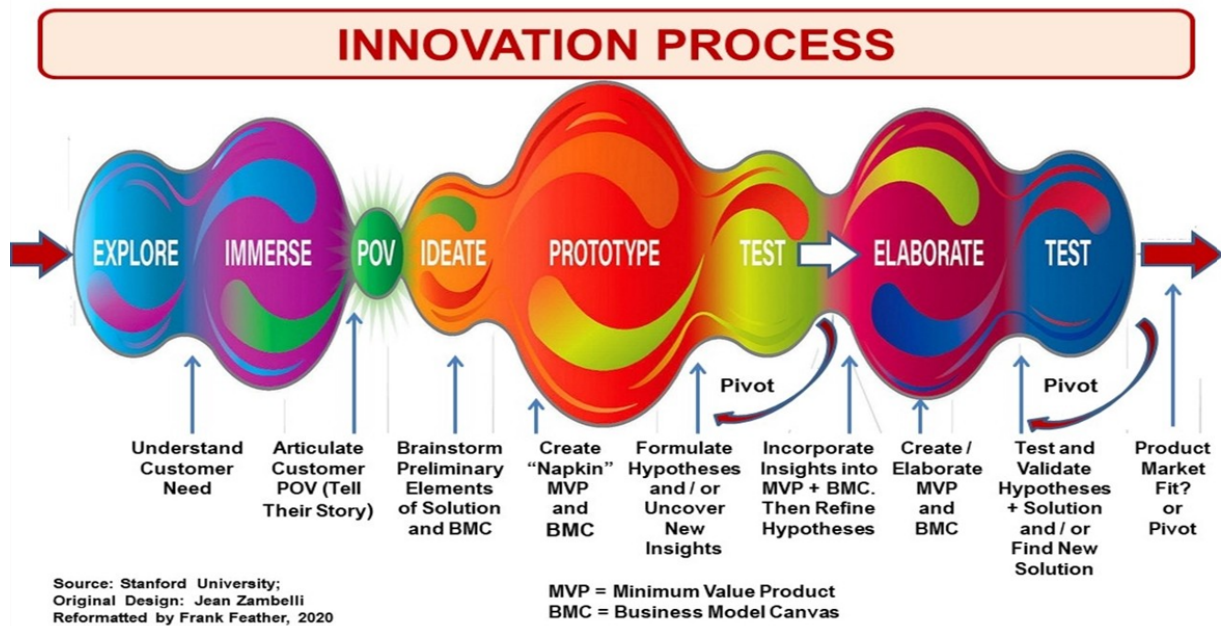 INNOVATION PROCESS
EXPLORE
IMMERSE
POV
IDEATE
PROTOTYPE
TEST
ELABORATE
TEST
Pivot
Pivot
Understand
Customer
Need
Articulate
Customer
POV (Tell
Their Story)
Brainstorm
Preliminary
Elements
of Solution
and BMC
Create
“Napkin”
MVP
and
BMC
Formulate
Hypotheses
and / or
Uncover
New
Insights
Incorporate
Insights into
MVP + BMC.
Then Refine
Hypotheses
Create /
Elaborate
MVP
and
BMC
Test and
Validate
Hypotheses
+ Solution
and / or
Find New
Solution
Product
Market
Fit?
or
Pivot
Source: Stanford University;
Original Design: Jean Zambelli
Reformatted by Frank Feather, 2020
MVP = Minimum Value Product
BMC = Business Model Canvas